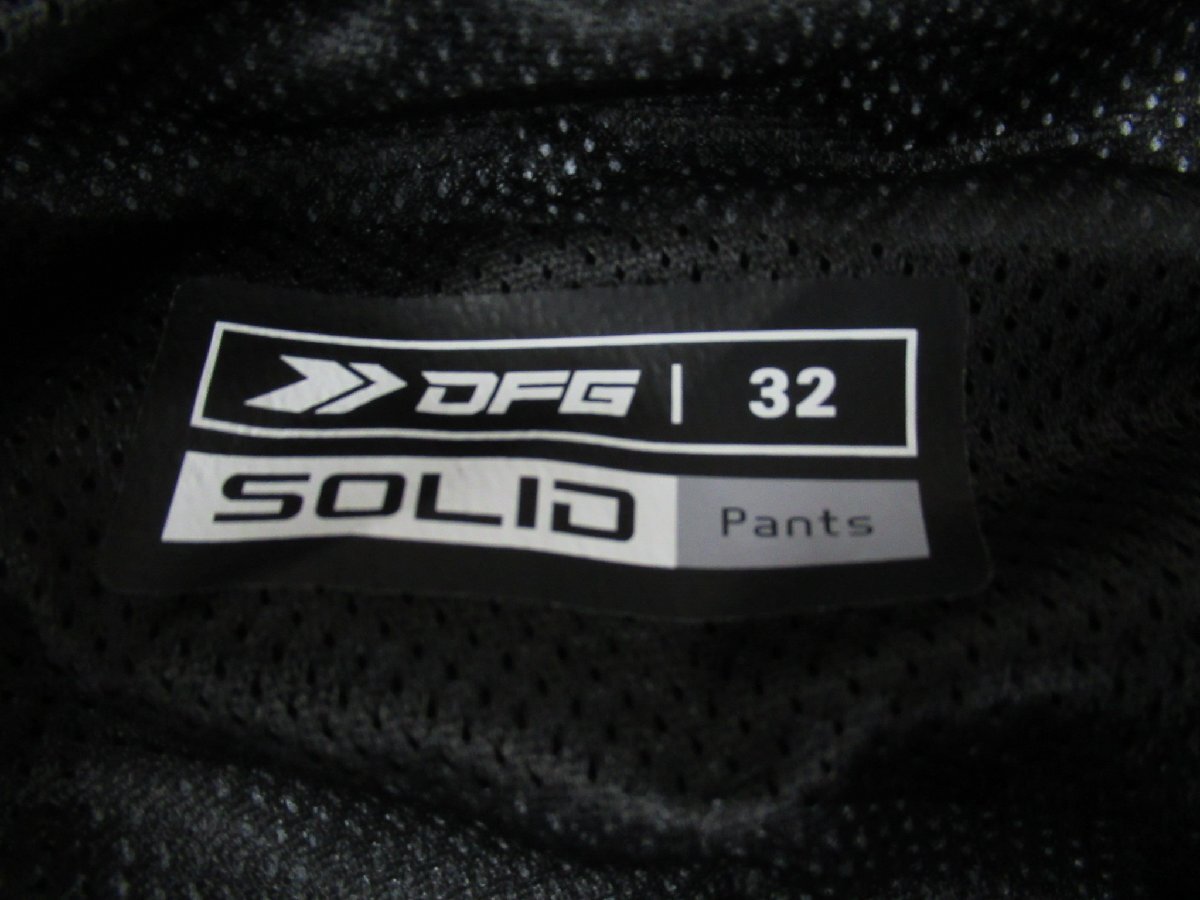 DFG | 32
SOLID Pants